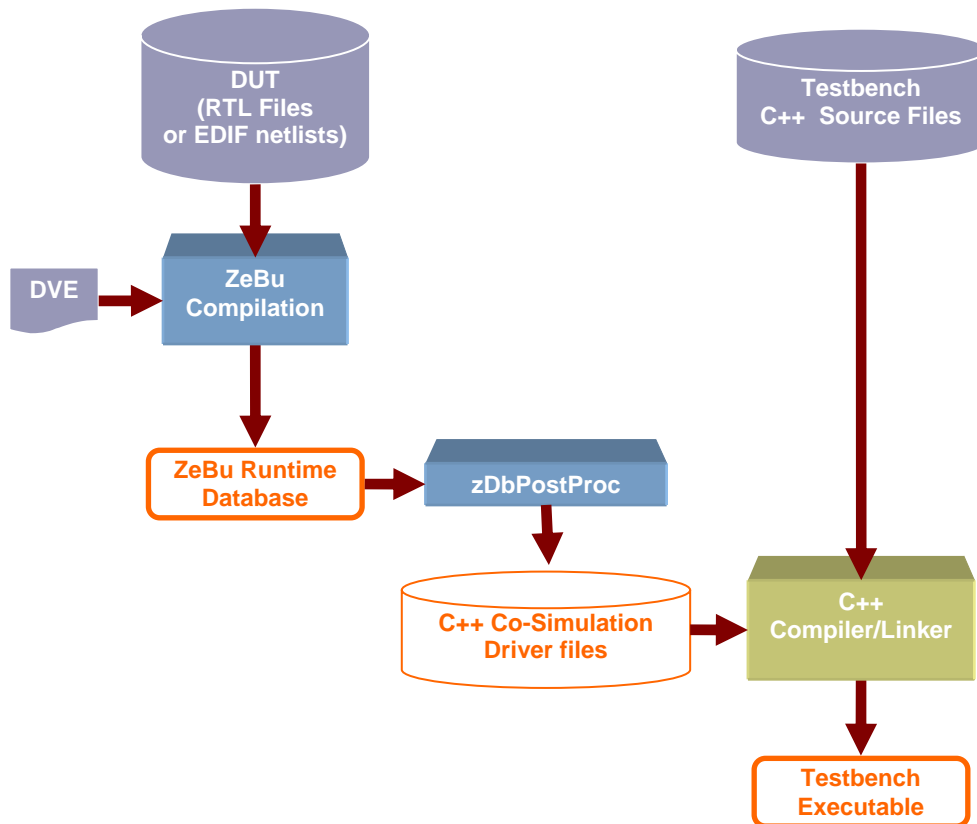 DUT
(RTL Files
or EDIF netlists)
Testbench
C++ Source Files
DVE
ZeBu
Compilation
ZeBu Runtime
Database
zDbPostProc
C++ Co-Simulation
Driver files
C++
Compiler/Linker
Testbench
Executable